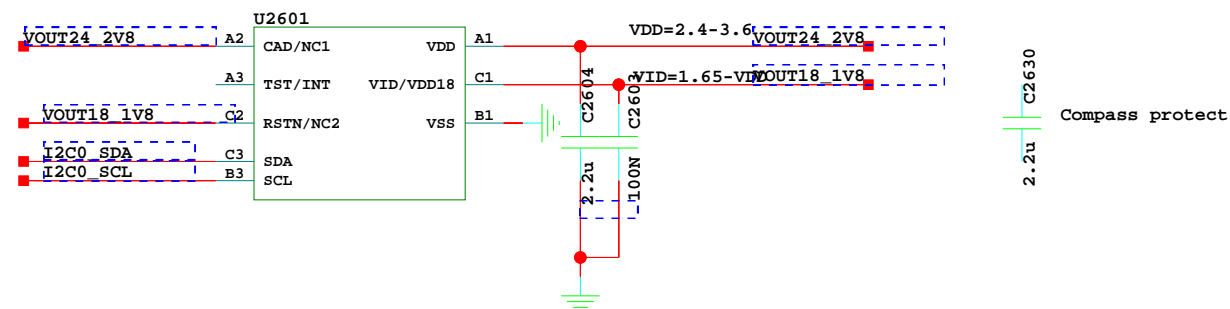 U2601
VOUT24_2V8
A2
CAD/NC1
VDD
A1
VDD=2.4-3.6
VOUT24_2V8
A3
TST/INT
VID/VDD18
C1
VID=1.65-VDD
VOUT18_1V8
VOUT18_1V8
C2
RSTN/NC2
VSS
B1
I2C0_SDA
C3
SDA
I2C0_SCL
B3
SCL
C2604
2.2u
C2603
100N
C2630
2.2u
Compass protect